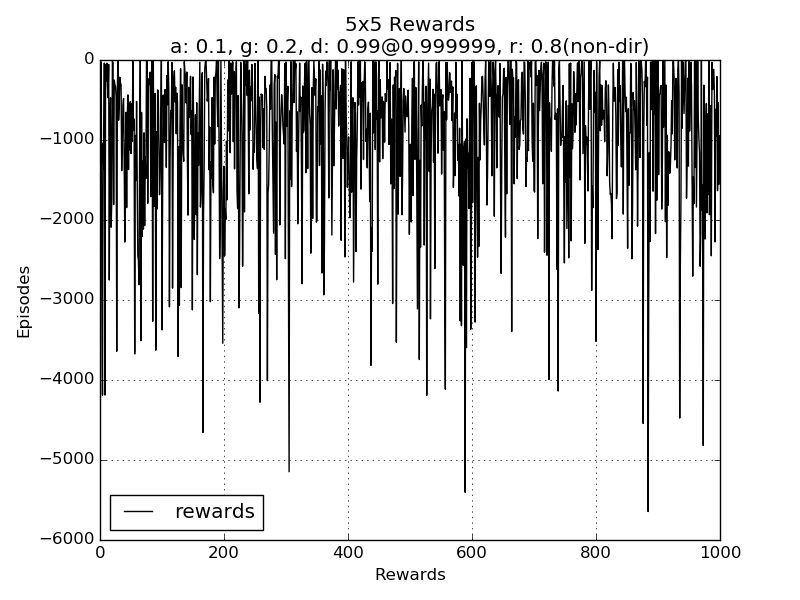 5x5 Rewards
a: 0.1, g: 0.2, d: 0.99@0.999999, r: 0.8(non-dir)
0
−1000
−2000
−3000
−4000
−5000
−6000
Episodes
rewards
0 200 400 600 800 1000
Rewards